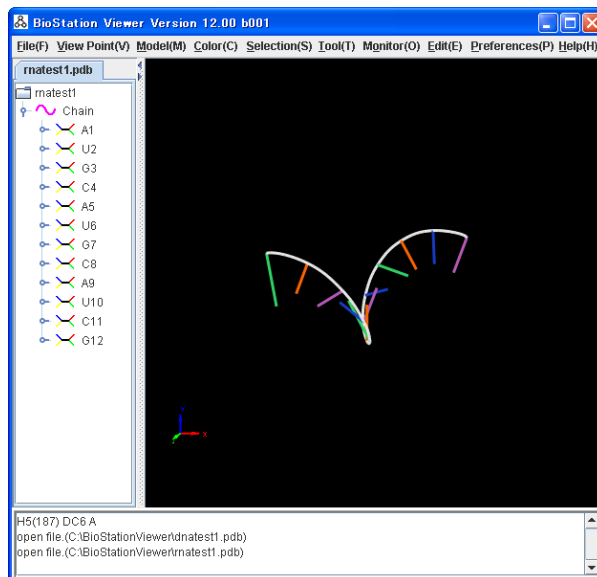 BioStation Viewer Version 12.00 b001
File(F) View Point(V) Model(M) Color(C) Selection(S) Tool(T) Monitor(O) Edit(E) Preferences(P) Help(H)
rnatest1.pdb
rnatest1
Chain
A1
U2
G3
C4
A5
U6
G7
C8
A9
U10
C11
G12
Y
X
H5(187) DC6 A
open file.(C:\BioStationViewer\dnatest1.pdb)
open file.(C:\BioStationViewer\rnatest1.pdb)